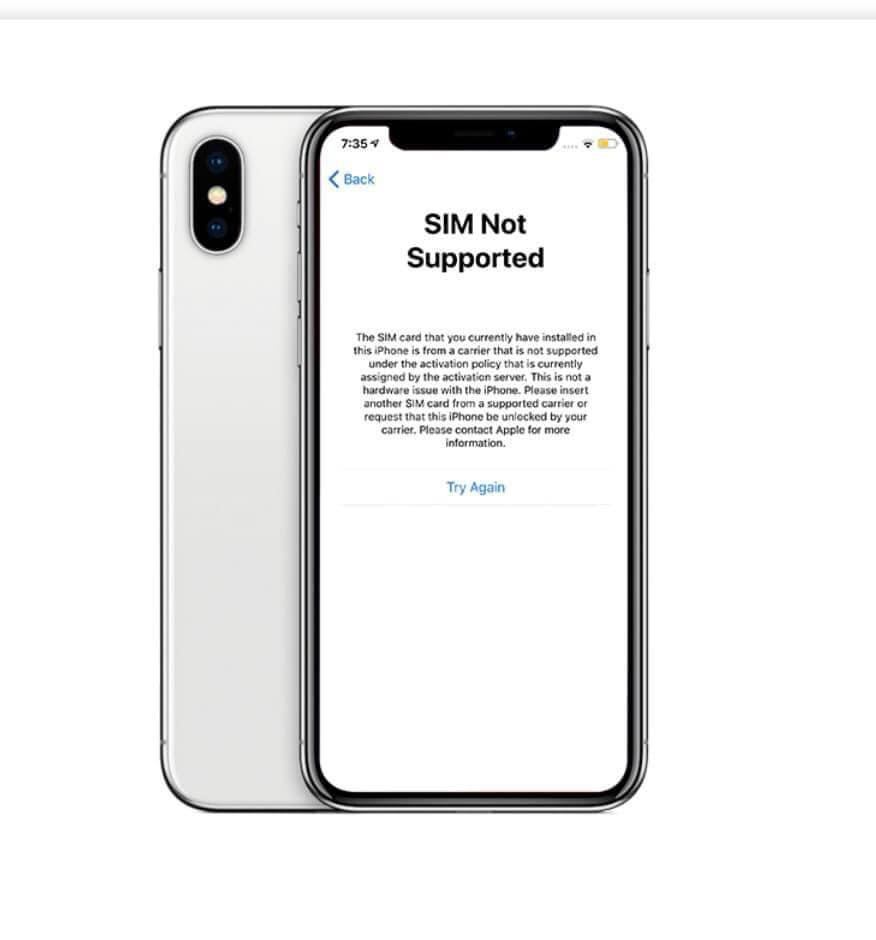 7:35
Back
SIM Not
Supported
The SIM card that you currently have installed in
this iPhone is from a carrier that is not supported
under the activation policy that is currently
assigned by the activation server. This is not a
hardware issue with the iPhone. Please insert
another SIM card from a supported carrier or
request that this iPhone be unlocked by your
carrier. Please contact Apple for more
information.
Try Again